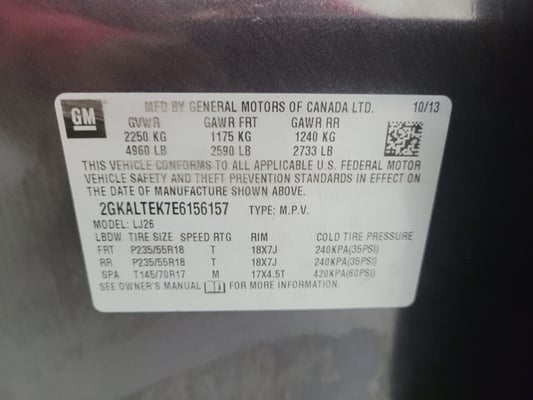 GM
MFD BY GENERAL MOTORS OF CANADA LTD. 10/13
GVWR GAWR FRT GAWR RR
2250 KG 1175 KG 1240 KG
4960 LB 2590 LB 2733 LB
THIS VEHICLE CONFORMS TO ALL APPLICABLE U.S. FEDERAL MOTOR
VEHICLE SAFETY AND THEFT PREVENTION STANDARDS IN EFFECT ON
THE DATE OF MANUFACTURE SHOWN ABOVE.
2GKALTEK7E6156157 TYPE: M.P.V.
MODEL: LJ26
LBDW TIRE SIZE SPEED RTG RIM COLD TIRE PRESSURE
FRT P235/55R18 T 18X7J 240KPA(35PSI)
RR P235/55R18 T 18X7J 240KPA(35PSI)
SPA T145/70R17 M 17X4.5T 420KPA(60PSI)
SEE OWNER'S MANUAL FOR MORE INFORMATION.